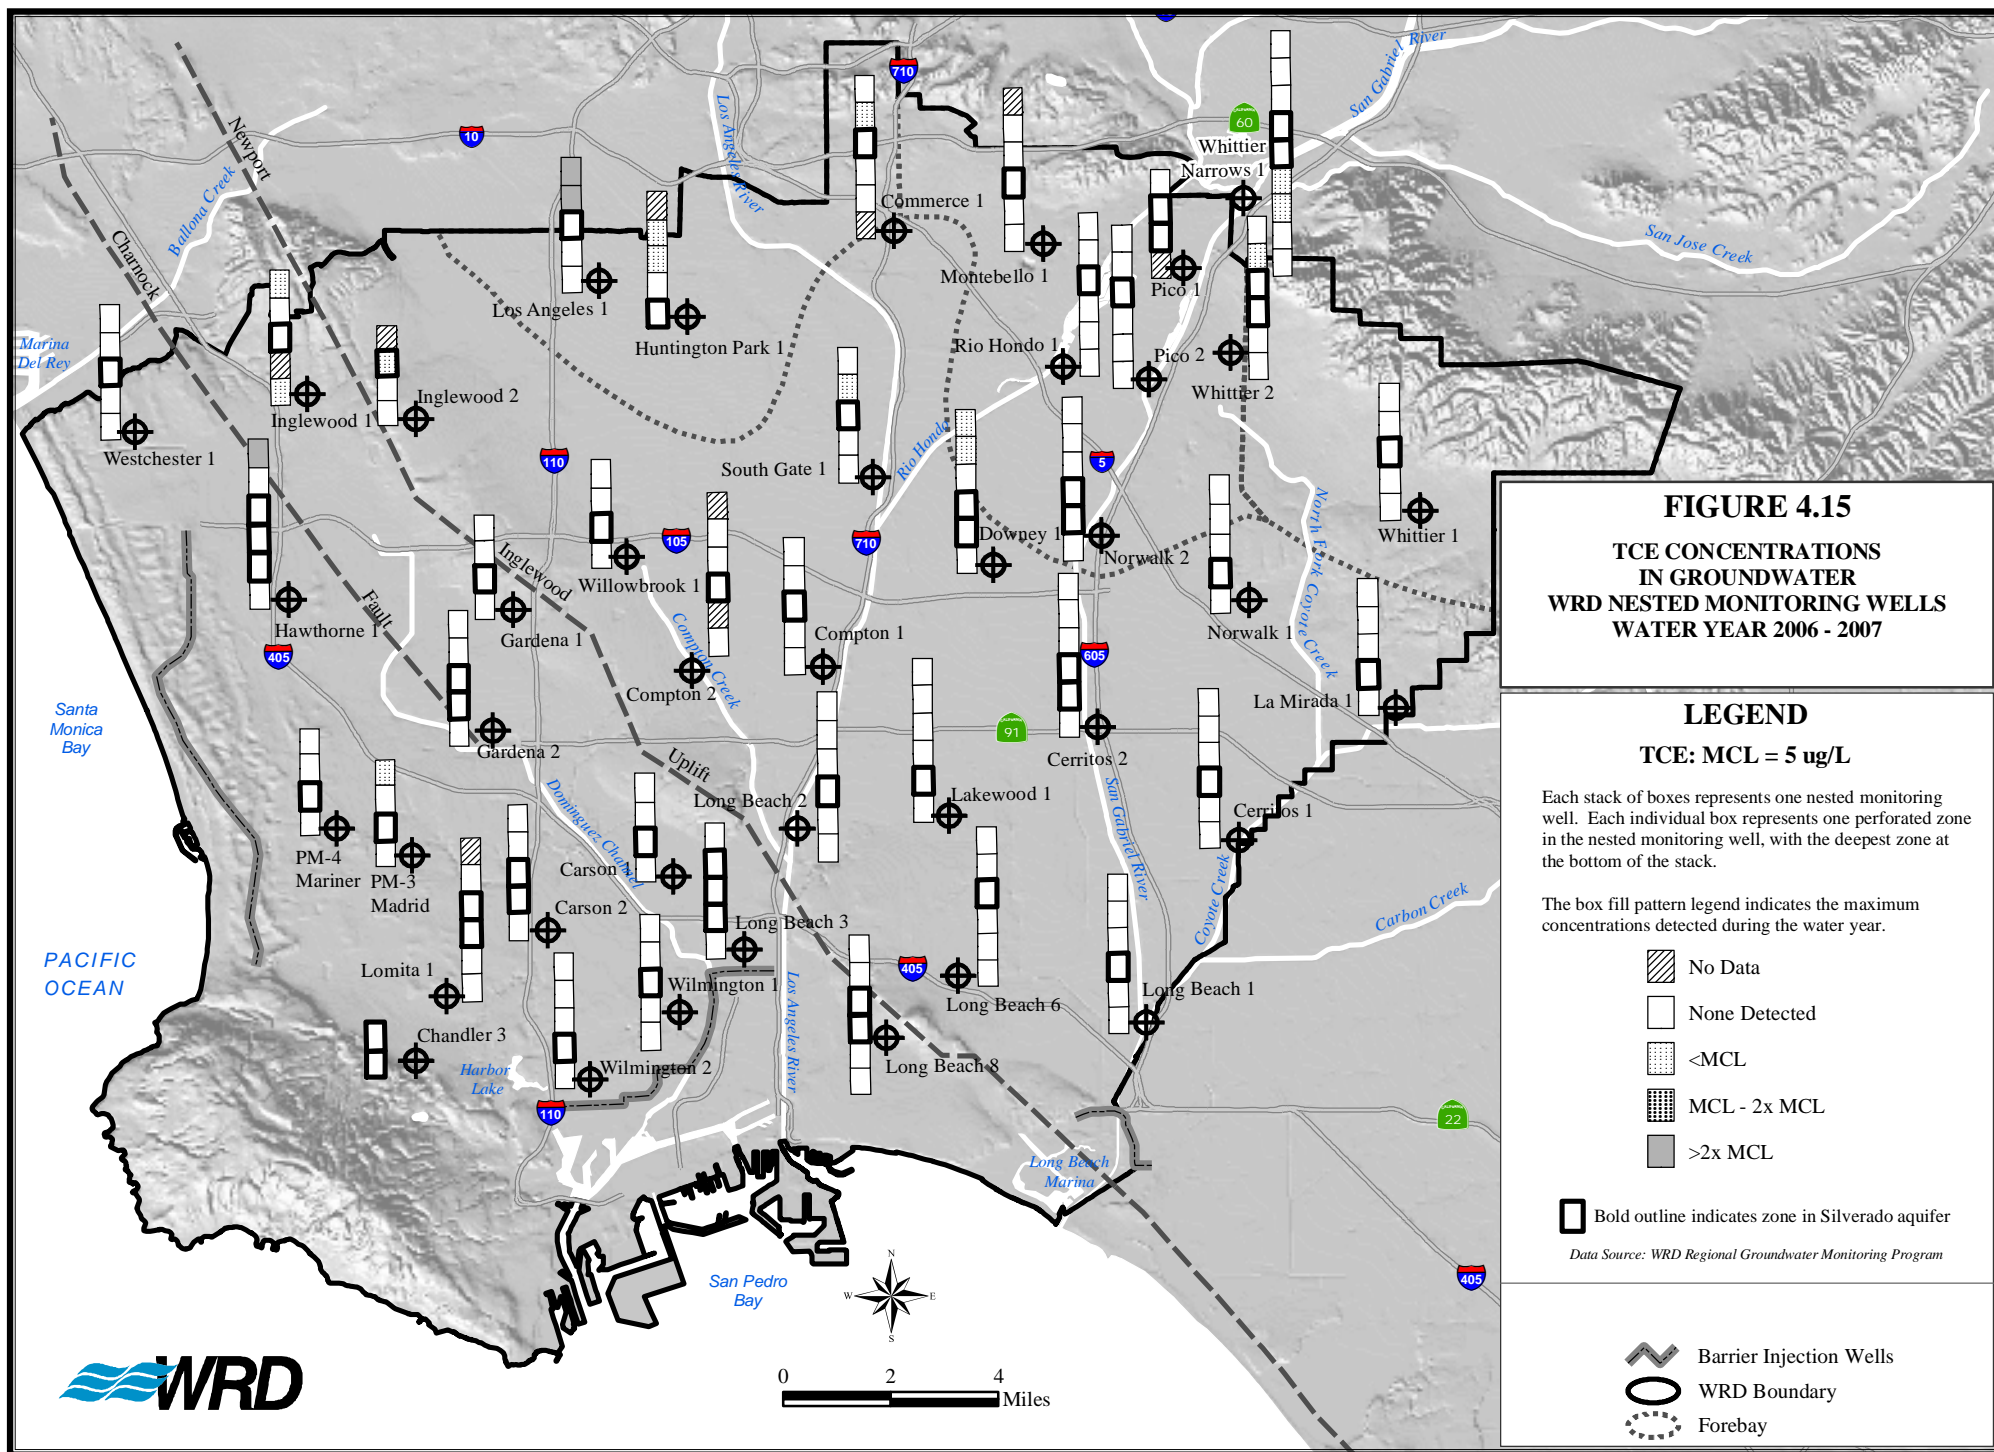 FIGURE 4.15
TCE CONCENTRATIONS
IN GROUNDWATER
WRD NESTED MONITORING WELLS
WATER YEAR 2006 - 2007
LEGEND
TCE: MCL = 5 ug/L
Each stack of boxes represents one nested monitoring
well. Each individual box represents one perforated zone
in the nested monitoring well, with the deepest zone at
the bottom of the stack.
The box fill pattern legend indicates the maximum
concentrations detected during the water year.
No Data
None Detected
<MCL
MCL - 2x MCL
>2x MCL
Bold outline indicates zone in Silverado aquifer
Data Source: WRD Regional Groundwater Monitoring Program
Barrier Injection Wells
WRD Boundary
Forebay
710
Los Angeles River
San Gabriel River
CALIFORNIA
60
Newport
10
Whittier
Narrows 1
Ballona Creek
Commerce 1
Charnock
San Jose Creek
Montebello 1
Pico 1
Los Angeles 1
Huntington Park 1
Rio Hondo 1
Pico 2
Marina
Del Rey
Whittier 2
Inglewood 2
Inglewood 1
Westchester 1
110
South Gate 1
Rio Hondo
5
North Fork Coyote Creek
Whittier 1
105
710
Downey 1
Norwalk 2
Inglewood
Willowbrook 1
Fault
Hawthorne 1
Gardena 1
Compton Creek
Compton 1
Norwalk 1
405
605
Compton 2
La Mirada 1
Santa
Monica
Bay
CALIFORNIA
91
Gardena 2
Uplift
Cerritos 2
Dominguez Channel
Long Beach 2
Lakewood 1
San Gabriel River
Cerritos 1
PM-4
Mariner
PM-3
Madrid
Carson 1
Carson 2
Long Beach 3
Coyote Creek
Carbon Creek
PACIFIC
OCEAN
Lomita 1
Wilmington 1
405
Los Angeles River
Long Beach 6
Long Beach 1
Chandler 3
Harbor
Lake
Wilmington 2
Long Beach 8
110
CALIFORNIA
22
Long Beach
Marina
San Pedro
Bay
405
N
W
E
S
0
2
4
Miles
WRD